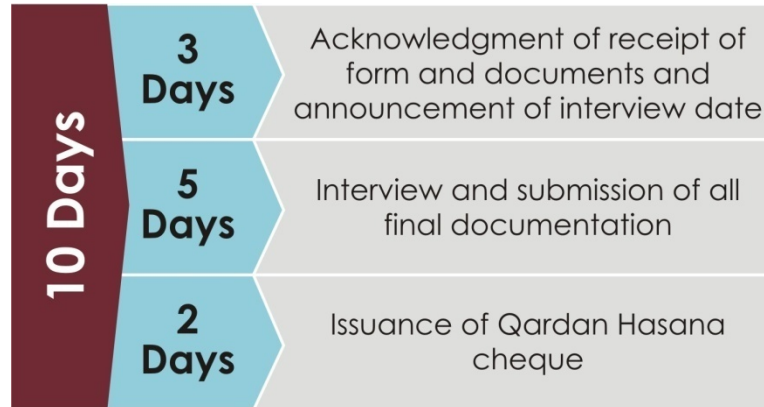 10 Days
3
Days
Acknowledgment of receipt of
form and documents and
announcement of interview date
5
Days
Interview and submission of all
final documentation
2
Days
Issuance of Qardan Hasana
cheque